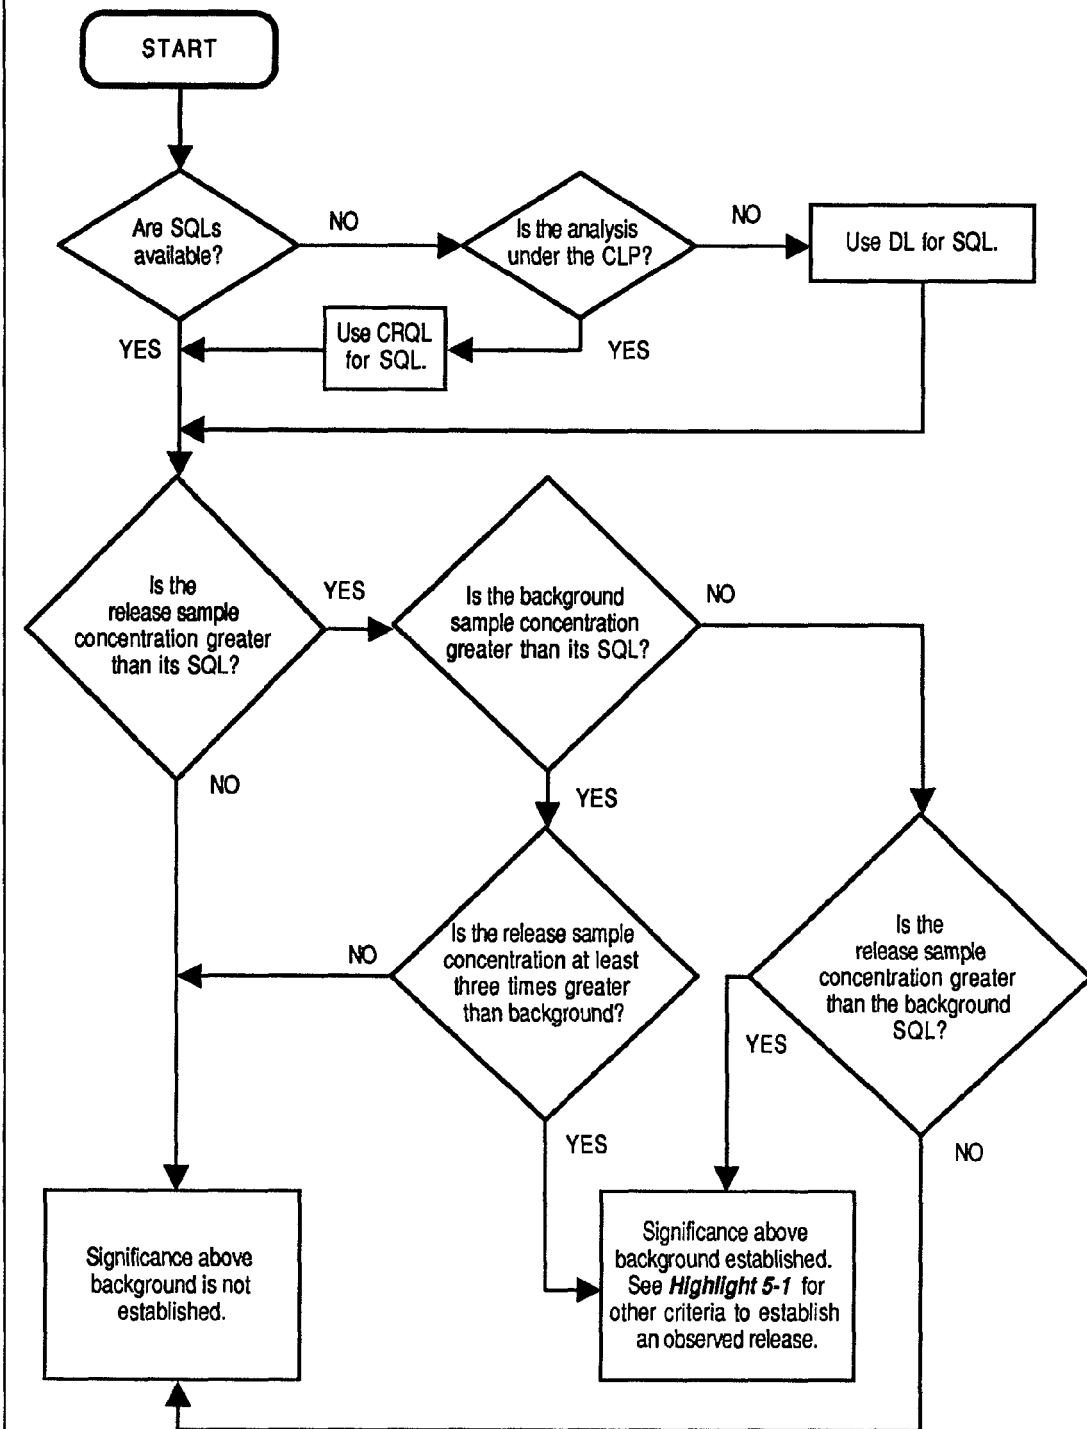 START
Are SQLs
available?
NO
Is the analysis
under the CLP?
NO
Use DL for SQL.
YES
Use CRQL
for SQL.
YES
Is the
release sample
concentration greater
than its SQL?
YES
Is the background
sample concentration
greater than its SQL?
NO
NO
YES
Is the release sample
concentration at least
three times greater
than background?
NO
Is the
release sample
concentration greater
than the background
SQL?
YES
YES
NO
Significance above
background is not
established.
Significance above
background established.
See Highlight 5-1 for
other criteria to establish
an observed release.